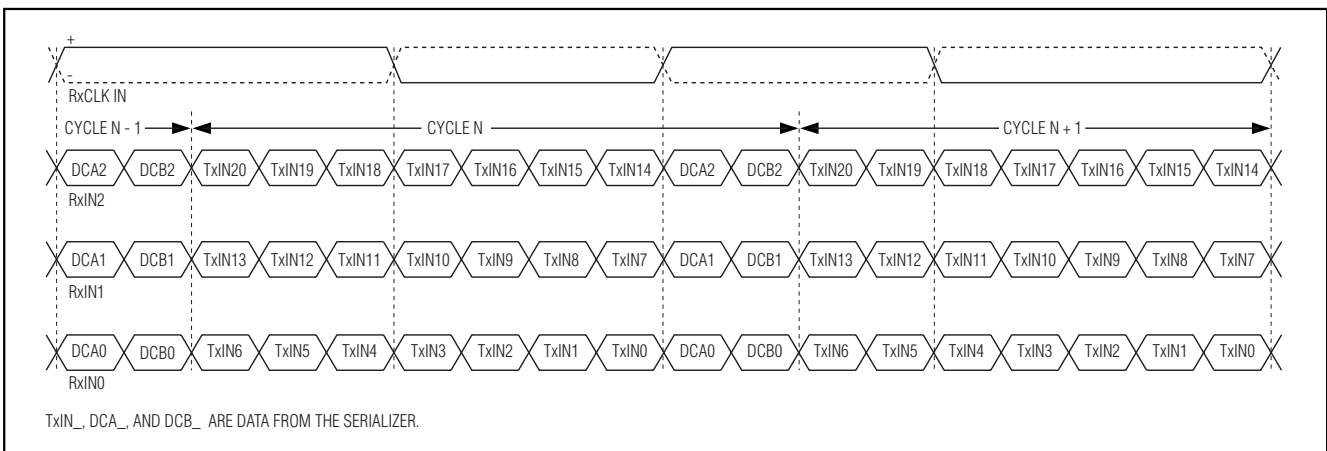 +
-
RxCLK IN
CYCLE N - 1 CYCLE N CYCLE N + 1
DCA2 DCB2 TxIN20 TxIN19 TxIN18 TxIN17 TxIN16 TxIN15 TxIN14 DCA2 DCB2 TxIN20 TxIN19 TxIN18 TxIN17 TxIN16 TxIN15 TxIN14
RxIN2
DCA1 DCB1 TxIN13 TxIN12 TxIN11 TxIN10 TxIN9 TxIN8 TxIN7 DCA1 DCB1 TxIN13 TxIN12 TxIN11 TxIN10 TxIN9 TxIN8 TxIN7
RxIN1
DCA0 DCB0 TxIN6 TxIN5 TxIN4 TxIN3 TxIN2 TxIN1 TxIN0 DCA0 DCB0 TxIN6 TxIN5 TxIN4 TxIN3 TxIN2 TxIN1 TxIN0
RxIN0
TxIN_, DCA_, AND DCB_ ARE DATA FROM THE SERIALIZER.